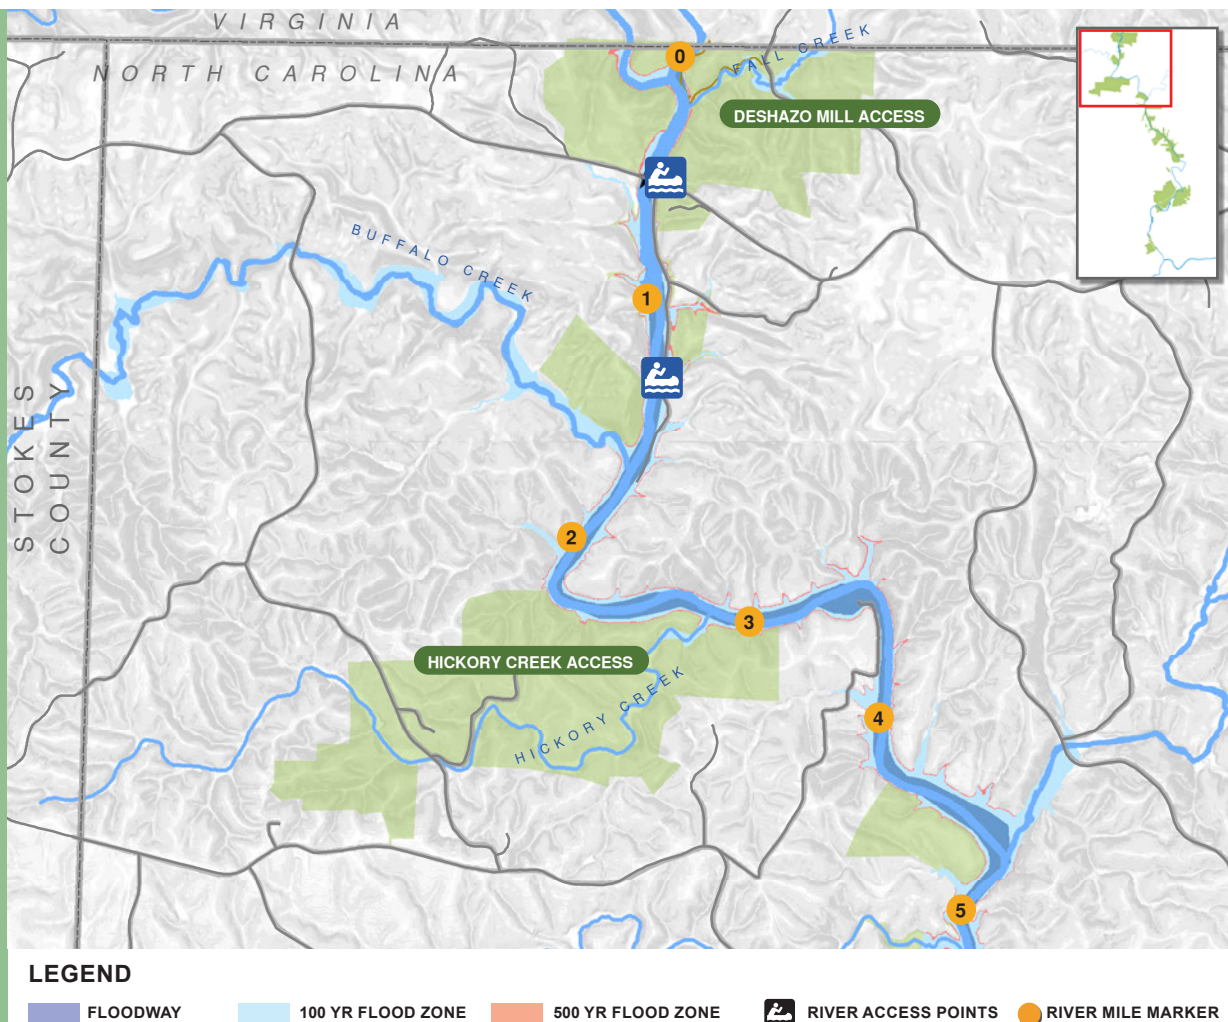 VIRGINIA
NORTH CAROLINA
0
FALL CREEK
DESHAZO MILL ACCESS
BUFFALO CREEK
1
STOKES
COUNTY
2
3
HICKORY CREEK ACCESS
HICKORY CREEK
4
5
LEGEND
FLOODWAY
100 YR FLOOD ZONE
500 YR FLOOD ZONE
RIVER ACCESS POINTS
RIVER MILE MARKER